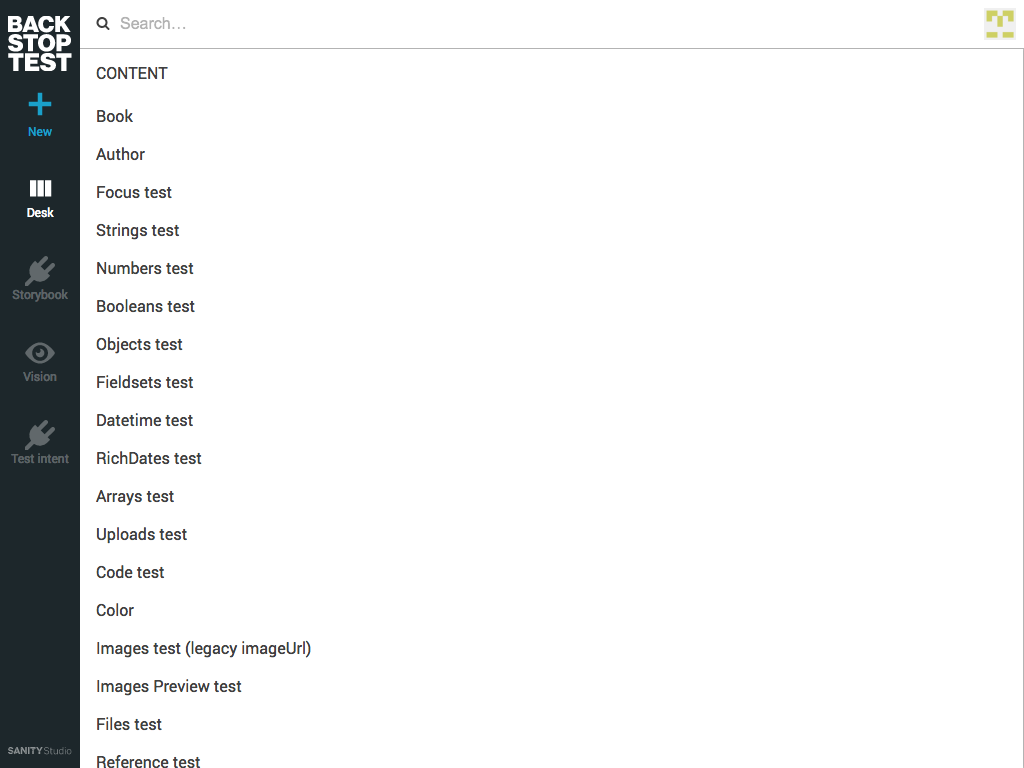 BACK
STOP
TEST
Search…
New
Desk
Storybook
Vision
Test intent
SANITY Studio
CONTENT
Book
Author
Focus test
Strings test
Numbers test
Booleans test
Objects test
Fieldsets test
Datetime test
RichDates test
Arrays test
Uploads test
Code test
Color
Images test (legacy imageUrl)
Images Preview test
Files test
Reference test